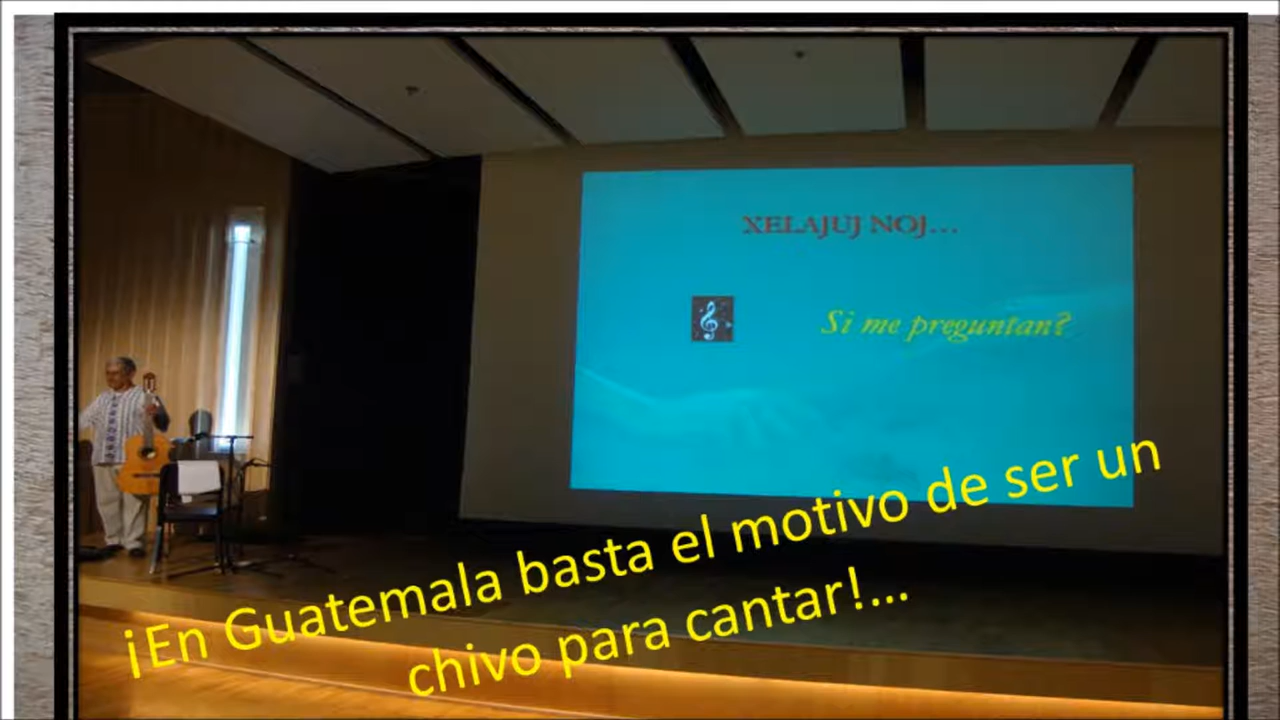 XELAJUJ NOJ...
Si me preguntan?
¡En Guatemala basta el motivo de ser un
chivo para cantar!...